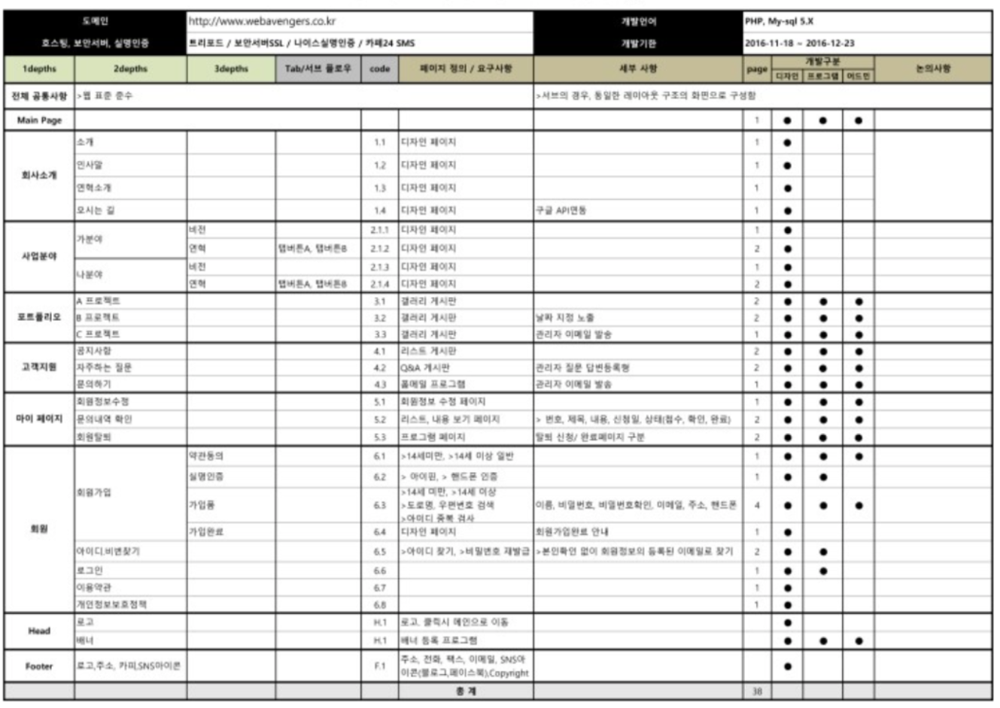 도메인 http://www.webavengers.co.kr 개발언어 PHP, My-sql 5.X
호스팅, 보안서버, 실명인증 트리포드 / 보안서버SSL / 나이스실명인증 / 카페24 SMS 개발기한 2016-11-18 ~ 2016-12-23
1depths 2depths 3depths Tab/서브 플로우 code 페이지 정의 / 요구사항 세부 사항 page 개발구분 논의사항
디자인 프로그램 어드민
전체 공통사항 >웹 표준 준수 >서브의 경우, 동일한 레이아웃 구조의 화면으로 구성함
Main Page 1 ● ● ●
회사소개
소개 1.1 디자인 페이지 1 ●
인사말 1.2 디자인 페이지 1 ●
연혁소개 1.3 디자인 페이지 1 ●
오시는 길 1.4 디자인 페이지 구글 API연동 1 ●
사업분야
가분야
비전 2.1.1 디자인 페이지 1 ●
연혁 탭버튼A, 탭버튼B 2.1.2 디자인 페이지 2 ●
나분야
비전 2.1.3 디자인 페이지 1 ●
연혁 탭버튼A, 탭버튼B 2.1.4 디자인 페이지 2 ●
포트폴리오
A 프로젝트 3.1 갤러리 게시판 2 ● ● ●
B 프로젝트 3.2 갤러리 게시판 날짜 지정 노출 2 ● ● ●
C 프로젝트 3.3 갤러리 게시판 관리자 이메일 발송 1 ● ● ●
고객지원
공지사항 4.1 리스트 게시판 2 ● ● ●
자주하는 질문 4.2 Q&A 게시판 관리자 질문 답변등록형 2 ● ● ●
문의하기 4.3 폼메일 프로그램 관리자 이메일 발송 1 ● ● ●
마이 페이지
회원정보수정 5.1 회원정보 수정 페이지 1 ● ● ●
문의내역 확인 5.2 리스트, 내용 보기 페이지 > 번호, 제목, 내용, 신청일, 상태(접수, 확인, 완료) 2 ● ● ●
회원탈퇴 5.3 프로그램 페이지 탈퇴 신청/ 완료페이지 구분 2 ● ● ●
회원
회원가입
약관동의 6.1 >14세미만, >14세 이상 일반 1 ● ● ●
실명인증 6.2 > 아이핀, > 핸드폰 인증 1 ● ●
가입폼 6.3 >14세 미만, >14세 이상
>도로명, 우편번호 검색
>아이디 중복 검사
이름, 비밀번호, 비밀번호확인, 이메일, 주소, 핸드폰 4 ● ● ●
가입완료 6.4 디자인 페이지 회원가입완료 안내 1 ●
아이디,비번찾기 6.5 >아이디 찾기, >비밀번호 재발급 >본인확인 없이 회원정보의 등록된 이메일로 찾기 2 ● ●
로그인 6.6 1 ● ●
이용약관 6.7 1 ●
개인정보보호정책 6.8 1 ●
Head
로고 H.1 로고, 클릭시 메인으로 이동 ●
배너 H.1 배너 등록 프로그램 ● ● ●
Footer 로고,주소, 카피,SNS아이콘 F.1 주소, 전화, 팩스, 이메일, SNS아
이콘(블로그,페이스북),Copyright ●
총 계 38